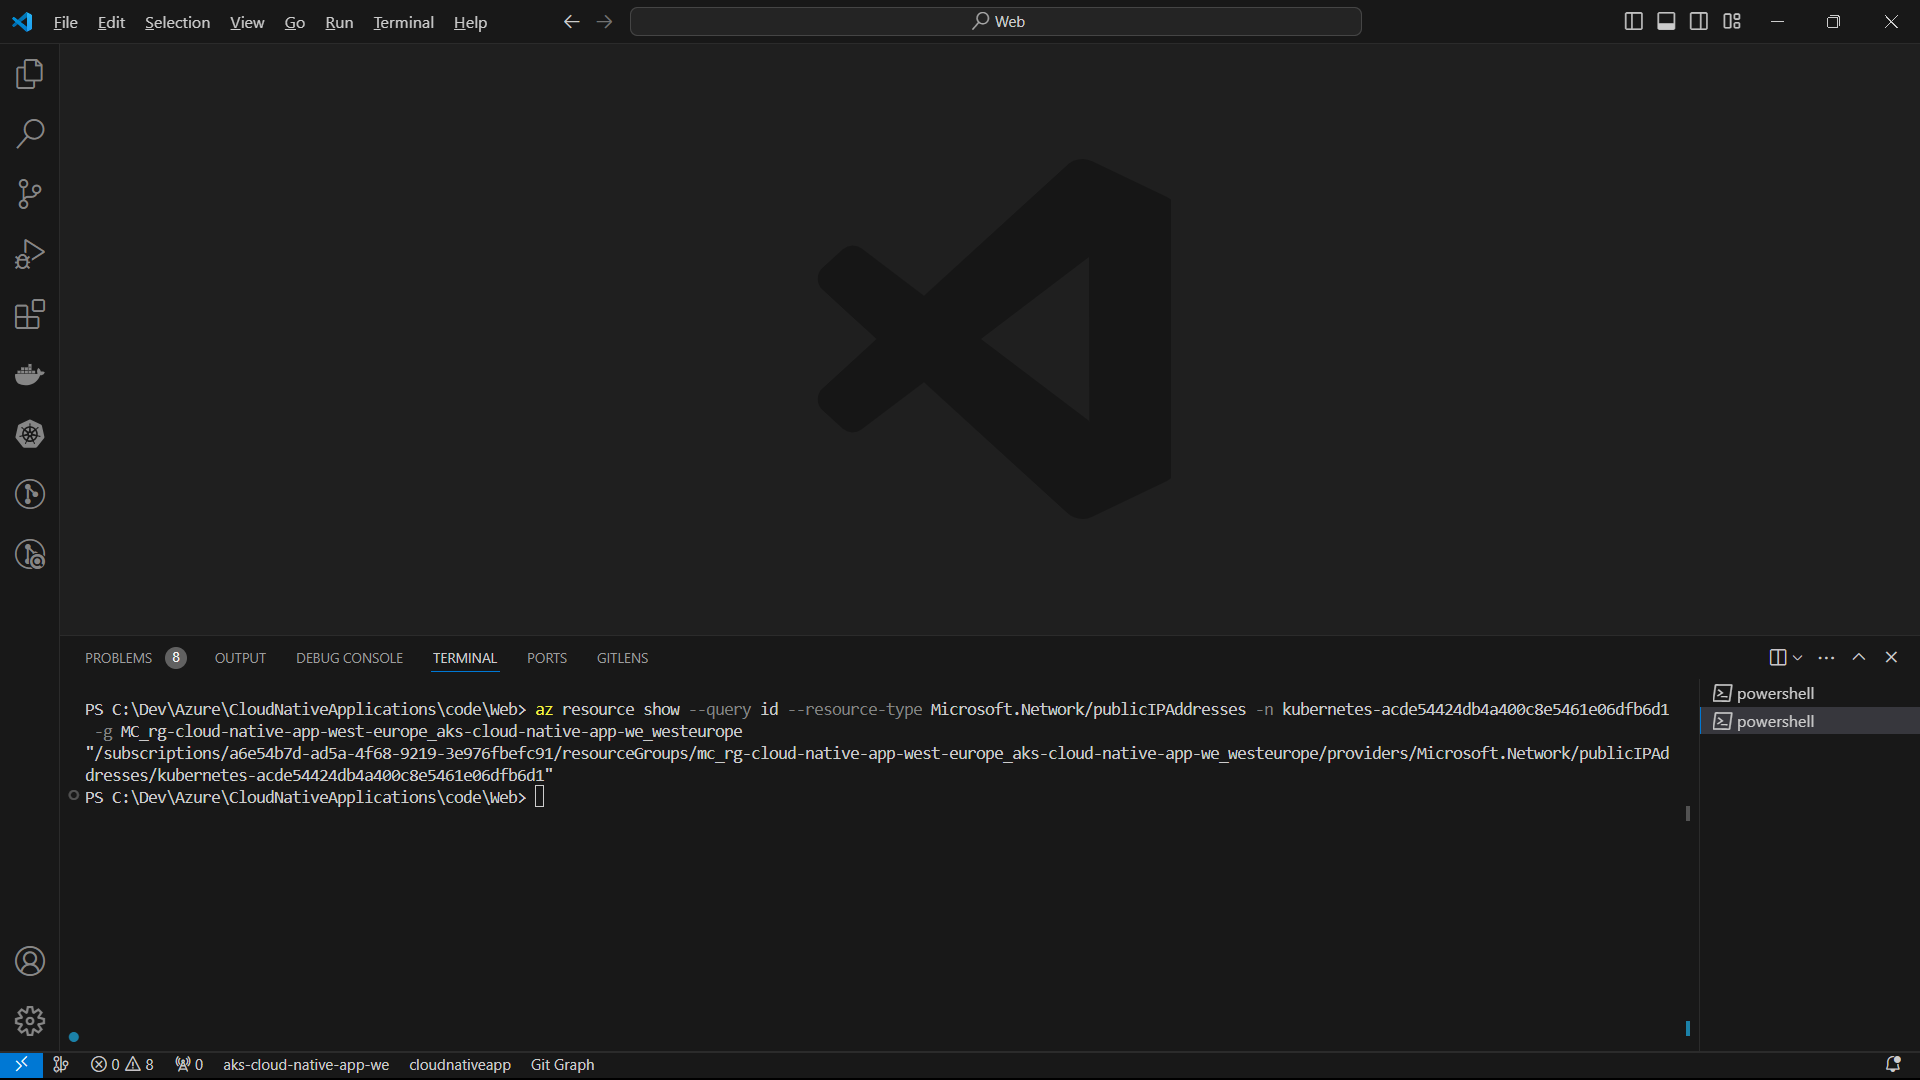 File Edit Selection View Go Run Terminal Help
Web
PROBLEMS 8 OUTPUT DEBUG CONSOLE TERMINAL PORTS GITLENS
PS C:\Dev\Azure\CloudNativeApplications\code\Web> az resource show --query id --resource-type Microsoft.Network/publicIPAddresses -n kubernetes-acde54424db4a400c8e5461e06dfb6d1
-g MC_rg-cloud-native-app-west-europe_aks-cloud-native-app-we_westeurope
"/subscriptions/a6e54b7d-ad5a-4f68-9219-3e976fbefc91/resourceGroups/mc_rg-cloud-native-app-west-europe_aks-cloud-native-app-we_westeurope/providers/Microsoft.Network/publicIPAd
dresses/kubernetes-acde54424db4a400c8e5461e06dfb6d1"
PS C:\Dev\Azure\CloudNativeApplications\code\Web>
powershell
powershell
0 8 0 aks-cloud-native-app-we cloudnativeapp Git Graph